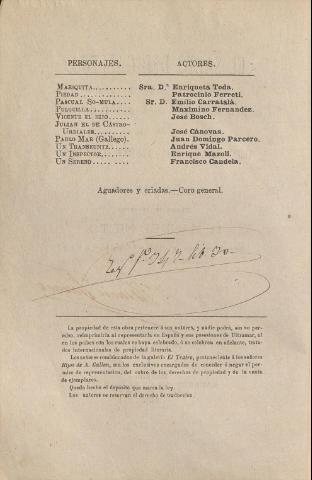 PERSONAJES. ACTORES.
MARIQUITA........... Sra. D.ª Enriqueta Toda.
PIEDAD............ Patrocinio Ferreti.
PASCUAL SO-MULA.... Sr. D. Emilio Carratalá.
Maximino Fernandez.
VICENTE EL HIJO...... José Bosch.
JULIAN EL DE CASTRO-
URDIALES............ José Cánovas.
PABLO MAR (Gallego). Juan Domingo Parcero.
UN TRANSEUNTE...... Andrés Vidal.
UN INSPECTOR........ Enrique Mazoli.
UN SERENO..... ..... Francisco Candela.
Aguadores y criadas.—Coro general.
La propiedad de esta obra pertenece á sus autores, y nadie podrá, sin su per-
miso, reimprimirla ni representarla en España y sus posesiones de Ultramar, ni
en los países con los cuales se haya celebrado, ó se celebren en adelante, trata-
dos internacionales de propiedad literaria.
Los señores comisionados de la galería El Teatro, perteneciente á los señores
Hijos de A. Gullon, son los exclusivos encargados de conceder ó negar el per-
miso de representacion, del cobro de los derechos de propiedad y de la venta
de ejemplares.
Queda hecho el depósito que marca la ley.
Los autores se reservan el derecho de traduccion.